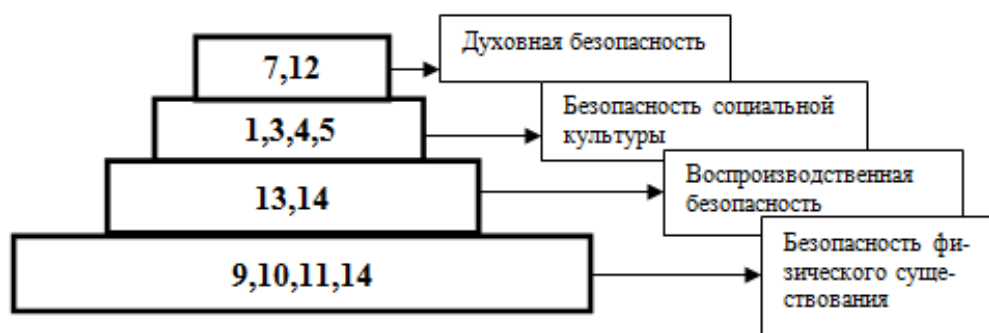 7,12
Духовная безопасность
1,3,4,5
Безопасность социальной
культуры
13,14
Воспроизводственная
безопасность
9,10,11,14
Безопасность фи-
зического суще-
ствования